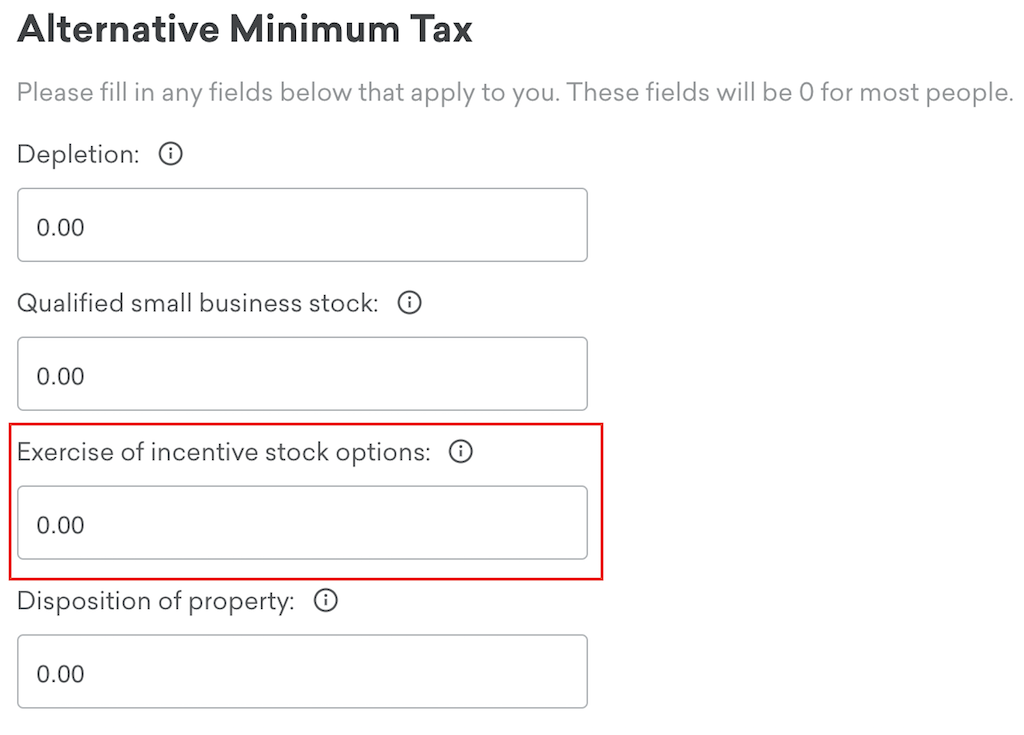 Alternative Minimum Tax
Please fill in any fields below that apply to you. These fields will be 0 for most people.
Depletion:
0.00
Qualified small business stock:
0.00
Exercise of incentive stock options:
0.00
Disposition of property:
0.00